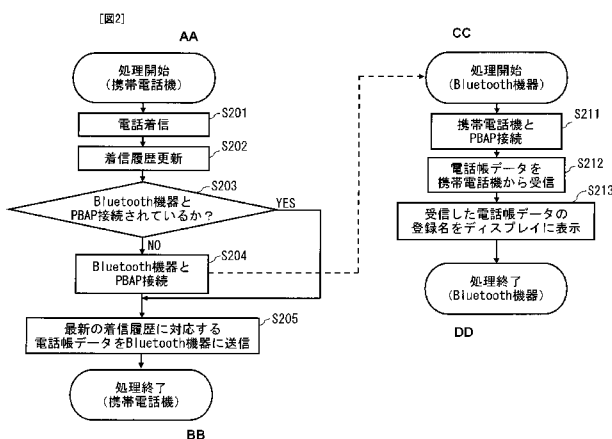 [図2]
AA
処理開始
(携帯電話機)
S201
電話着信
S202
着信履歴更新
S203
Bluetooth機器と
PBAP接続されているか?
YES
NO
S204
Bluetooth機器と
PBAP接続
S205
最新の着信履歴に対応する
電話帳データをBluetooth機器に送信
処理終了
(携帯電話機)
BB
CC
処理開始
(Bluetooth機器)
S211
携帯電話機と
PBAP接続
S212
電話帳データを
携帯電話機から受信
S213
受信した電話帳データの
登録名をディスプレイに表示
処理終了
(Bluetooth機器)
DD